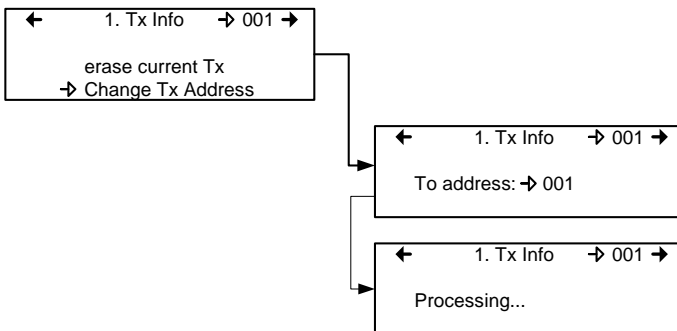 1. Tx Info 001
erase current Tx
Change Tx Address
1. Tx Info 001
To address: 001
1. Tx Info 001
Processing...